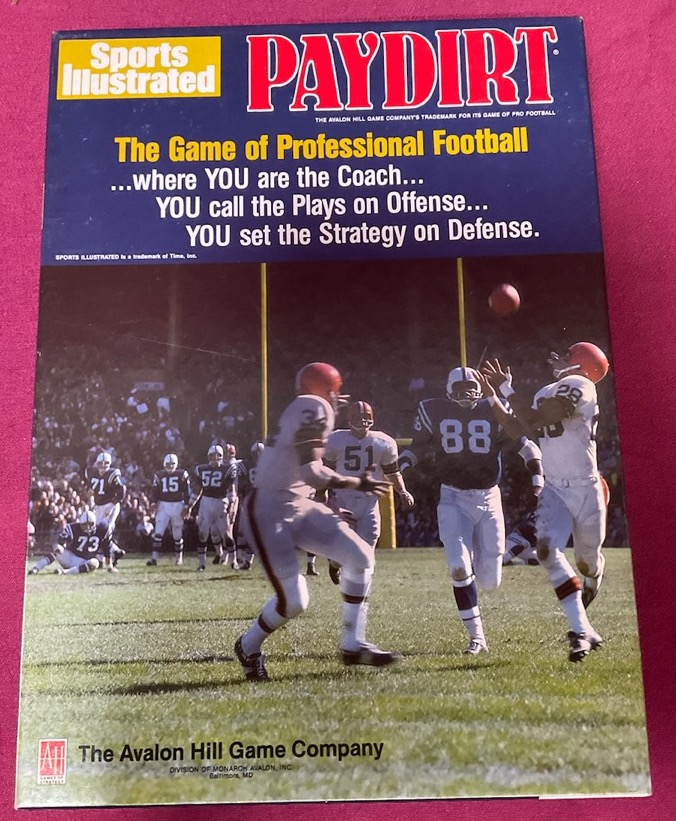 Sports
Illustrated
PAYDIRT®
THE AVALON HILL GAME COMPANY'S TRADEMARK FOR ITS GAME OF PRO FOOTBALL
The Game of Professional Football
...where YOU are the Coach...
YOU call the Plays on Offense...
YOU set the Strategy on Defense.
SPORTS ILLUSTRATED is a trademark of Time, Inc.
28
88
51
71
15
52
73
AH
The Avalon Hill Game Company
DIVISION OF MONARCH AVALON, INC.
Baltimore, MD